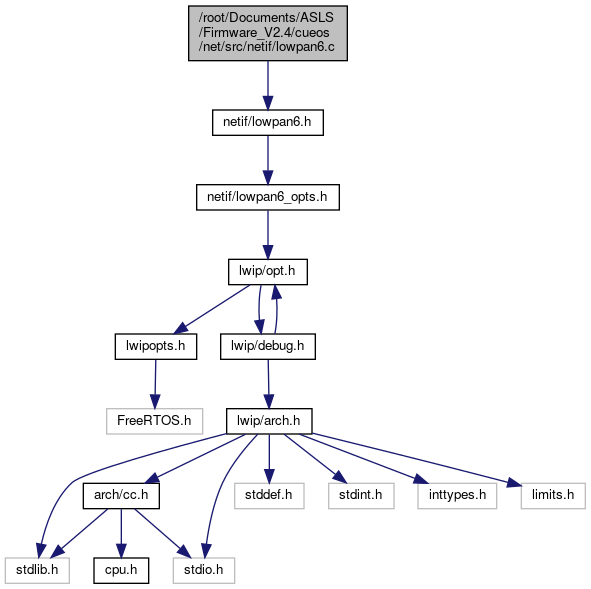 /root/Documents/ASLS
/Firmware_V2.4/cueos
/net/src/netif/lowpan6.c
netif/lowpan6.h
netif/lowpan6_opts.h
lwip/opt.h
lwipopts.h
lwip/debug.h
FreeRTOS.h
lwip/arch.h
arch/cc.h
stddef.h
stdint.h
inttypes.h
limits.h
stdlib.h
cpu.h
stdio.h